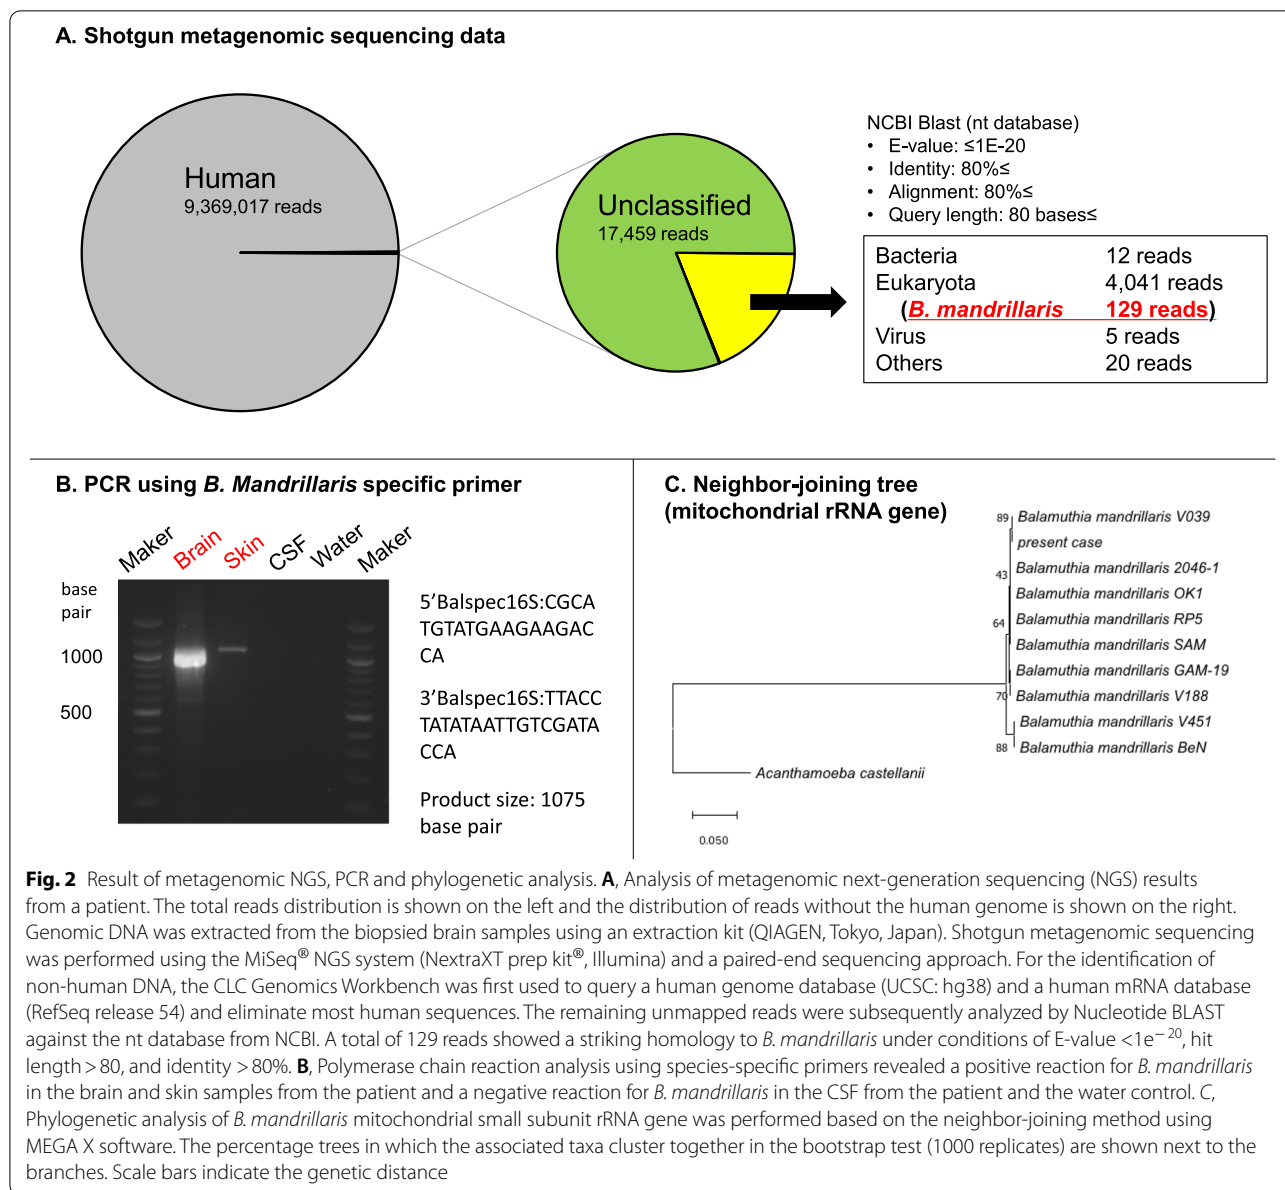 A. Shotgun metagenomic sequencing data
Human
9,369,017 reads
Unclassified
17,459 reads
NCBI Blast (nt database)
• E-value: ≤1E-20
• Identity: 80%≤
• Alignment: 80%≤
• Query length: 80 bases≤
Bacteria 12 reads
Eukaryota 4,041 reads
(B. mandrillaris 129 reads)
Virus 5 reads
Others 20 reads
B. PCR using B. Mandrillaris specific primer
Maker Brain Skin CSF Water Maker
base
pair
1000
500
5’Balspec16S:CGCA
TGTATGAAGAAGAC
CA
3’Balspec16S:TTACC
TATATAATTGTCGATA
CCA
Product size: 1075
base pair
C. Neighbor-joining tree
(mitochondrial rRNA gene)
89 Balamuthia mandrillaris V039
present case
43 Balamuthia mandrillaris 2046-1
Balamuthia mandrillaris OK1
64 Balamuthia mandrillaris RP5
Balamuthia mandrillaris SAM
Balamuthia mandrillaris GAM-19
70 Balamuthia mandrillaris V188
Balamuthia mandrillaris V451
88 Balamuthia mandrillaris BeN
Acanthamoeba castellanii
0.050
Fig. 2 Result of metagenomic NGS, PCR and phylogenetic analysis. A, Analysis of metagenomic next-generation sequencing (NGS) results
from a patient. The total reads distribution is shown on the left and the distribution of reads without the human genome is shown on the right.
Genomic DNA was extracted from the biopsied brain samples using an extraction kit (QIAGEN, Tokyo, Japan). Shotgun metagenomic sequencing
was performed using the MiSeq® NGS system (NextraXT prep kit®, Illumina) and a paired-end sequencing approach. For the identification of
non-human DNA, the CLC Genomics Workbench was first used to query a human genome database (UCSC: hg38) and a human mRNA database
(RefSeq release 54) and eliminate most human sequences. The remaining unmapped reads were subsequently analyzed by Nucleotide BLAST
against the nt database from NCBI. A total of 129 reads showed a striking homology to B. mandrillaris under conditions of E-value <1e−20, hit
length > 80, and identity > 80%. B, Polymerase chain reaction analysis using species-specific primers revealed a positive reaction for B. mandrillaris
in the brain and skin samples from the patient and a negative reaction for B. mandrillaris in the CSF from the patient and the water control. C,
Phylogenetic analysis of B. mandrillaris mitochondrial small subunit rRNA gene was performed based on the neighbor-joining method using
MEGA X software. The percentage trees in which the associated taxa cluster together in the bootstrap test (1000 replicates) are shown next to the
branches. Scale bars indicate the genetic distance